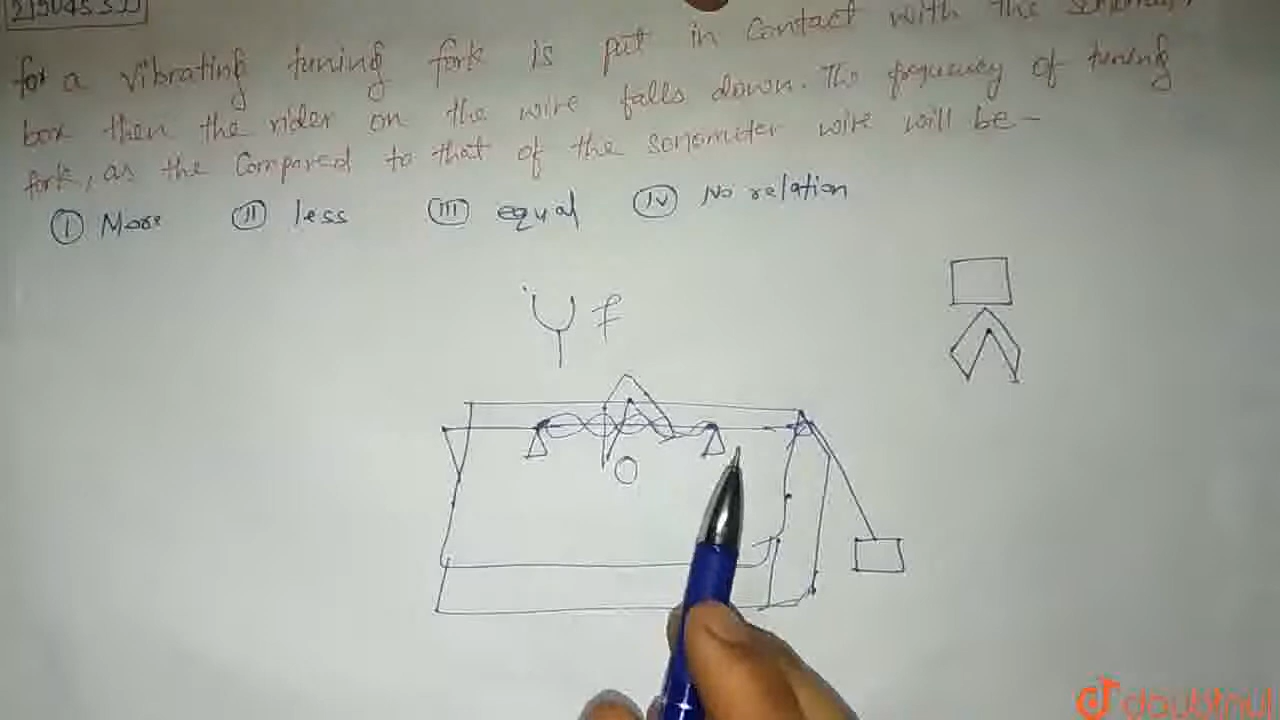 for a vibrating tuning fork is put in contact with the
box then the rider on the wire falls down. The frequency of tuning
fork, as the compared to that of the sonometer wire will be -
I More II less III equal IV No relation
f
doubtnut